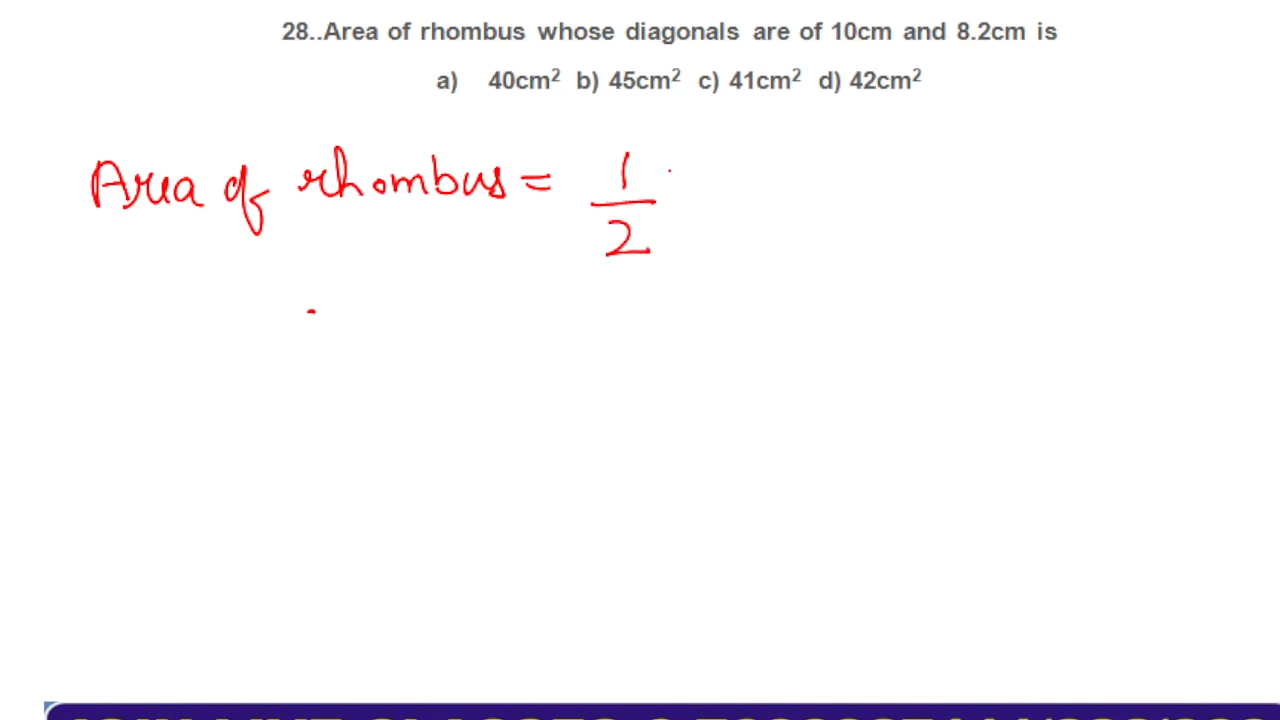 28..Area of rhombus whose diagonals are of 10cm and 8.2cm is
a) 40cm² b) 45cm² c) 41cm² d) 42cm²
Area of rhombus = 1/2